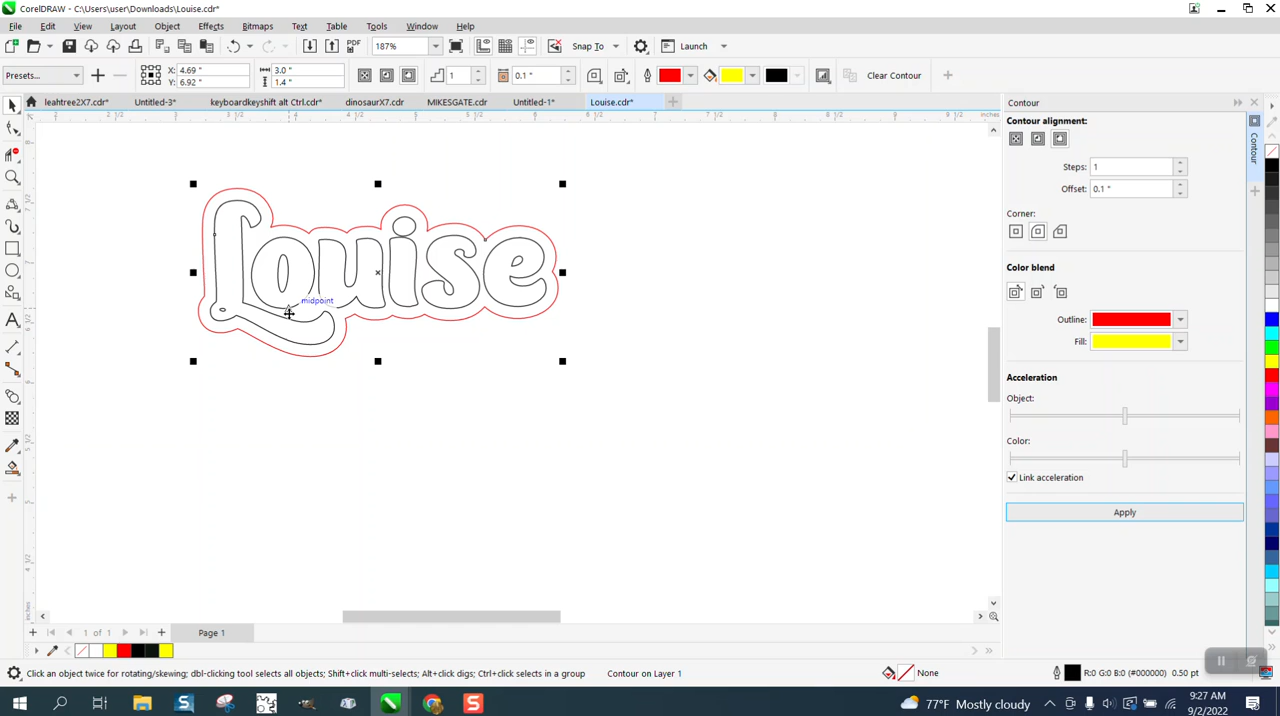 CorelDRAW - C:\Users\user\Downloads\Louise.cdr*
File Edit View Layout Object Effects Bitmaps Text Table Tools Window Help
187% Snap To Launch
Presets... X: 4.69 " 3.0 " 1 0.1 " Clear Contour
Y: 6.92 " 1.4 "
leahtree2X7.cdr* Untitled-3* keyboardkeyshift alt Ctrl.cdr* dinosaurX7.cdr MIKESGATE.cdr Untitled-1* Louise.cdr*
inches
Louise
midpoint
Contour
Contour
Contour alignment:
Steps: 1
Offset: 0.1 "
Corner:
Color blend
Outline:
Fill:
Acceleration
Object:
Color:
Link acceleration
Apply
1 of 1 Page 1
Click an object twice for rotating/skewing; dbl-clicking tool selects all objects; Shift+click multi-selects; Alt+click digs; Ctrl+click selects in a group Contour on Layer 1 None R:0 G:0 B:0 (#000000) 0.50 pt
77°F Mostly cloudy 9:27 AM
9/2/2022